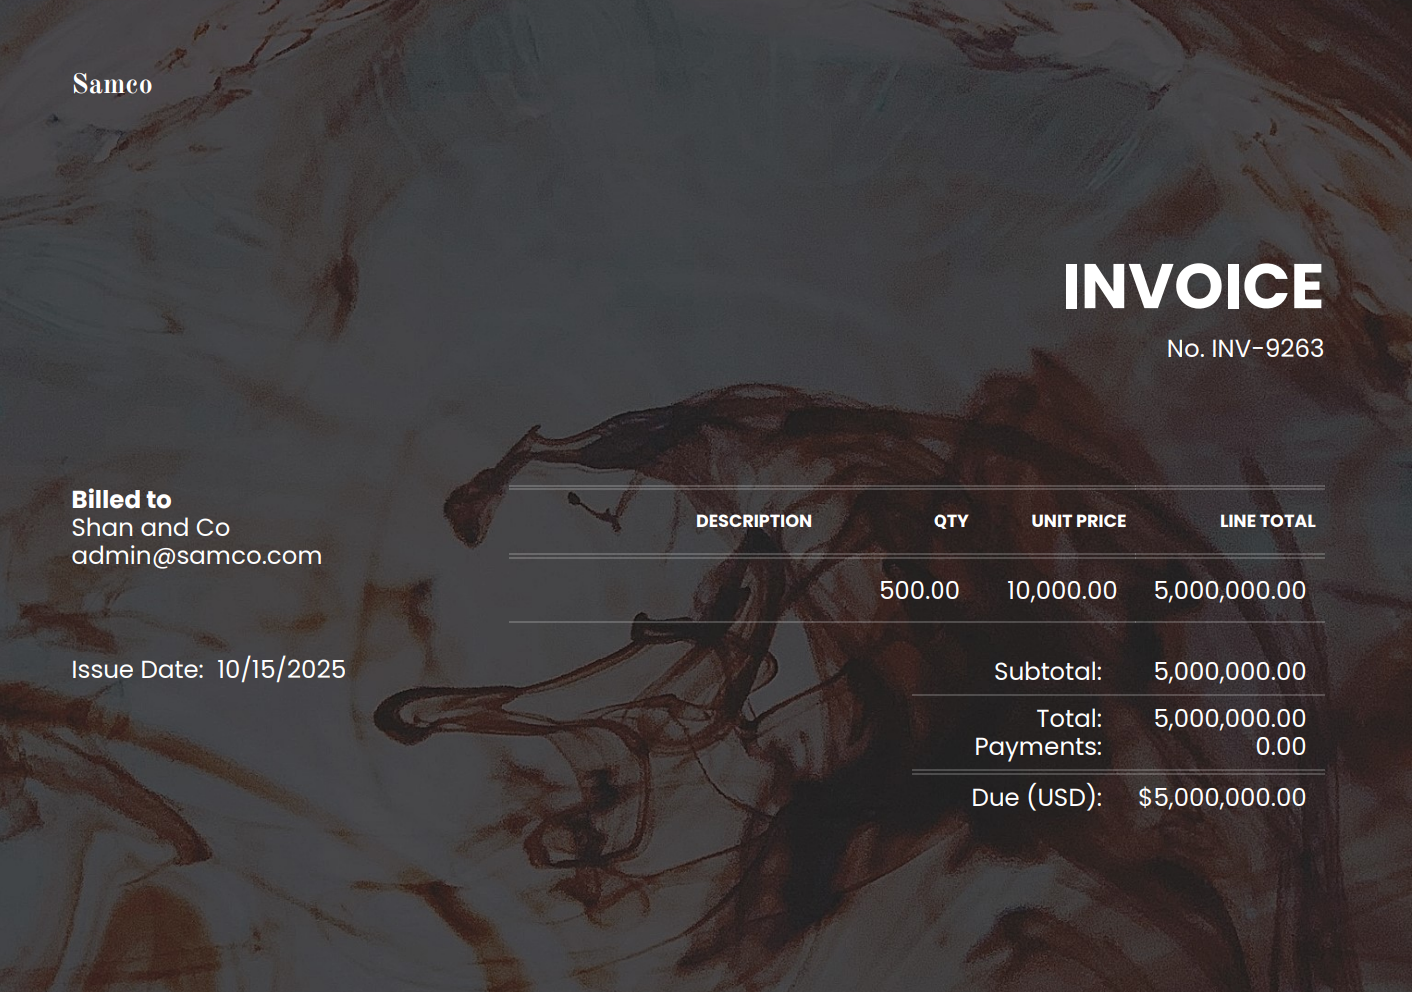 Samco
INVOICE
No. INV-9263
Billed to
Shan and Co
admin@samco.com
Issue Date: 10/15/2025
DESCRIPTION QTY UNIT PRICE LINE TOTAL
500.00 10,000.00 5,000,000.00
Subtotal: 5,000,000.00
Total: 5,000,000.00
Payments: 0.00
Due (USD): $5,000,000.00